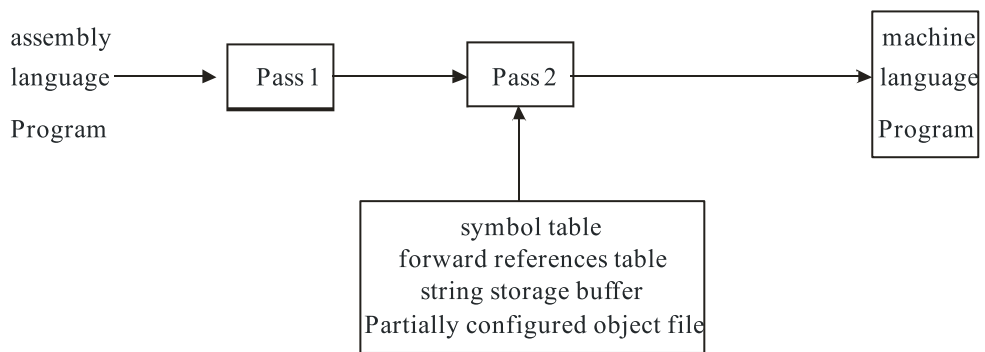 assembly
language
Program
Pass 1
Pass 2
machine
language
Program
symbol table
forward references table
string storage buffer
Partially configured object file